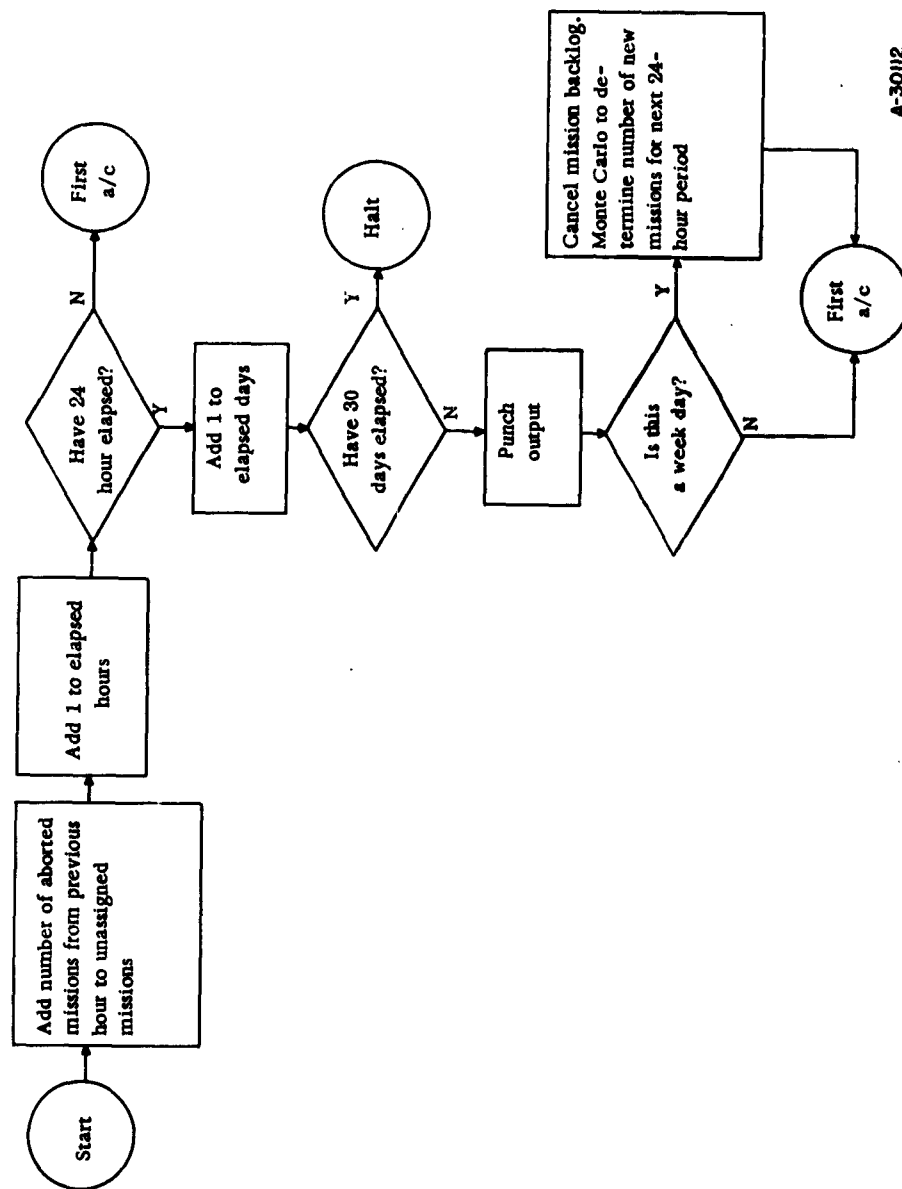 Start
Add number of aborted
missions from previous
hour to unassigned
missions
Add 1 to elapsed
hours
Have 24
hour elapsed?
N
First
a/c
Y
Add 1 to
elapsed days
Have 30
days elapsed?
Y
Halt
N
Punch
output
Is this
a week day?
Y
Cancel mission backlog.
Monte Carlo to de-
termine number of new
missions for next 24-
hour period
N
First
a/c
A-30112